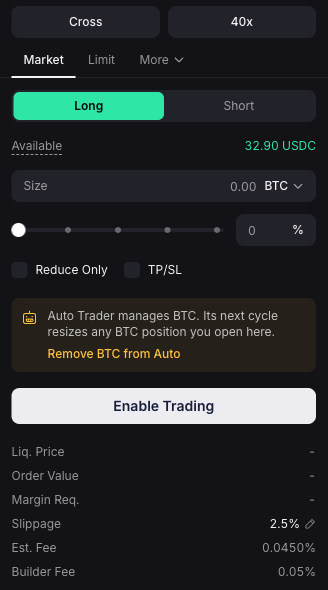 Cross 40x
Market Limit More
Long Short
Available 32.90 USDC
Size 0.00 BTC
0 %
Reduce Only TP/SL
Auto Trader manages BTC. Its next cycle
resizes any BTC position you open here.
Remove BTC from Auto
Enable Trading
Liq. Price -
Order Value -
Margin Req. -
Slippage 2.5%
Est. Fee 0.0450%
Builder Fee 0.05%